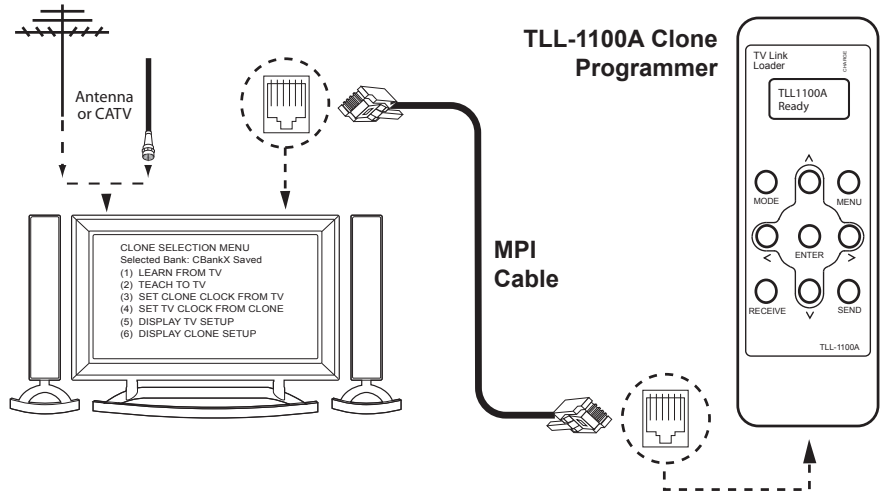 TLL-1100A Clone
Programmer
Antenna
or CATV
CLONE SELECTION MENU
Selected Bank: CBankX Saved
(1) LEARN FROM TV
(2) TEACH TO TV
(3) SET CLONE CLOCK FROM TV
(4) SET TV CLOCK FROM CLONE
(5) DISPLAY TV SETUP
(6) DISPLAY CLONE SETUP
MPI
Cable
TV Link
Loader
CHARGE
TLL1100A
Ready
MODE
MENU
ENTER
RECEIVE
SEND
TLL-1100A